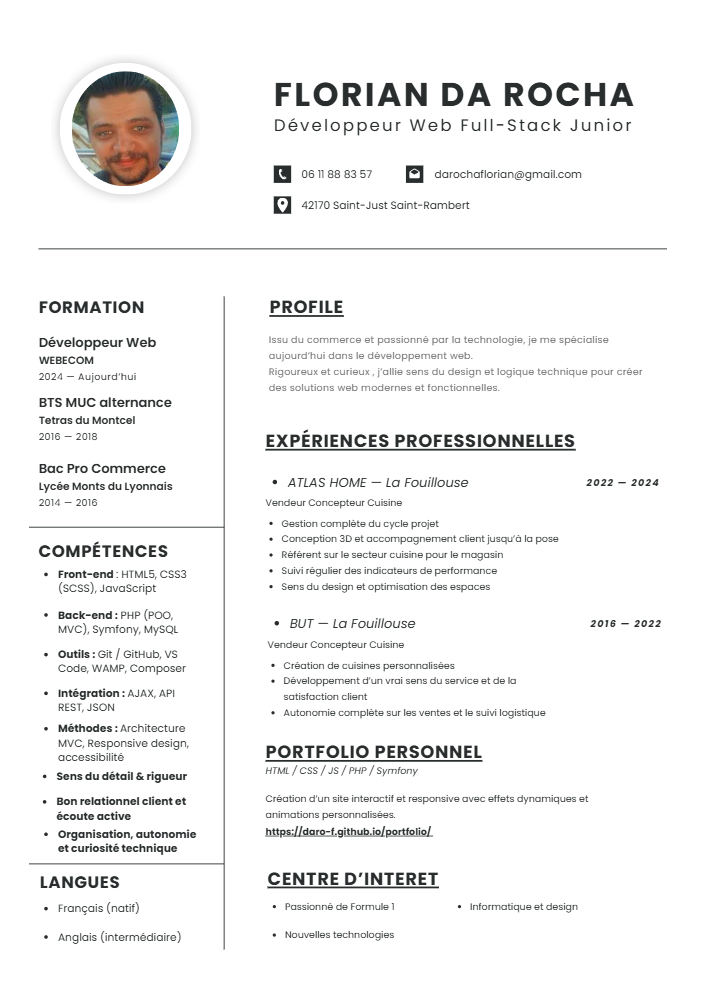 FLORIAN DA ROCHA
Développeur Web Full-Stack Junior
06 11 88 83 57
darochaflorian@gmail.com
42170 Saint-Just Saint-Rambert
FORMATION
Développeur Web
WEBECOM
2024 — Aujourd'hui
BTS MUC alternance
Tetras du Montcel
2016 — 2018
Bac Pro Commerce
Lycée Monts du Lyonnais
2014 — 2016
COMPÉTENCES
• Front-end : HTML5, CSS3
(SCSS), JavaScript
• Back-end : PHP (POO,
MVC), Symfony, MySQL
• Outils : Git / GitHub, VS
Code, WAMP, Composer
• Intégration : AJAX, API
REST, JSON
• Méthodes : Architecture
MVC, Responsive design,
accessibilité
• Sens du détail & rigueur
• Bon relationnel client et
écoute active
• Organisation, autonomie
et curiosité technique
LANGUES
• Français (natif)
• Anglais (intermédiaire)
PROFILE
Issu du commerce et passionné par la technologie, je me spécialise
aujourd'hui dans le développement web.
Rigoureux et curieux , j'allie sens du design et logique technique pour créer
des solutions web modernes et fonctionnelles.
EXPÉRIENCES PROFESSIONNELLES
• ATLAS HOME — La Fouillouse
2022 — 2024
Vendeur Concepteur Cuisine
• Gestion complète du cycle projet
• Conception 3D et accompagnement client jusqu'à la pose
• Référent sur le secteur cuisine pour le magasin
• Suivi régulier des indicateurs de performance
• Sens du design et optimisation des espaces
• BUT — La Fouillouse
2016 — 2022
Vendeur Concepteur Cuisine
• Création de cuisines personnalisées
• Développement d'un vrai sens du service et de la
satisfaction client
• Autonomie complète sur les ventes et le suivi logistique
PORTFOLIO PERSONNEL
HTML / CSS / JS / PHP / Symfony
Création d'un site interactif et responsive avec effets dynamiques et
animations personnalisées.
https://daro-f.github.io/portfolio/
CENTRE D'INTERET
• Passionné de Formule 1
• Informatique et design
• Nouvelles technologies